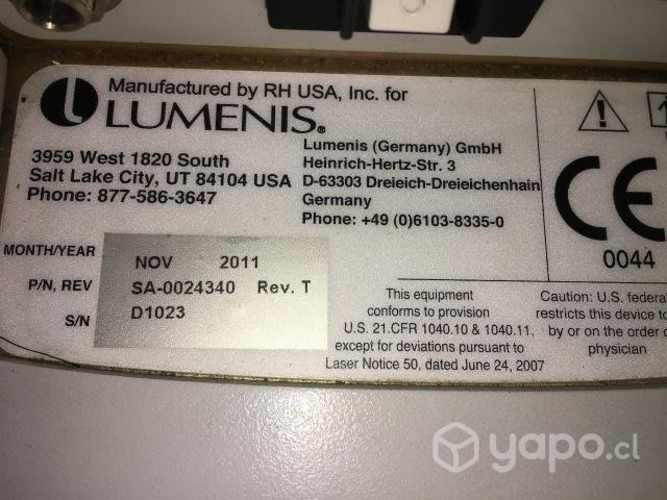 Manufactured by RH USA, Inc. for
LUMENIS®
3959 West 1820 South
Salt Lake City, UT 84104 USA
Phone: 877-586-3647
Lumenis (Germany) GmbH
Heinrich-Hertz-Str. 3
D-63303 Dreieich-Dreieichenhain
Germany
Phone: +49 (0)6103-8335-0
CE
0044
MONTH/YEAR NOV 2011
P/N, REV SA-0024340 Rev. T
S/N D1023
This equipment
conforms to provision
U.S. 21.CFR 1040.10 & 1040.11,
except for deviations pursuant to
Laser Notice 50, dated June 24, 2007
Caution: U.S. federa
restricts this device to
by or on the order o
physician
yapo.cl